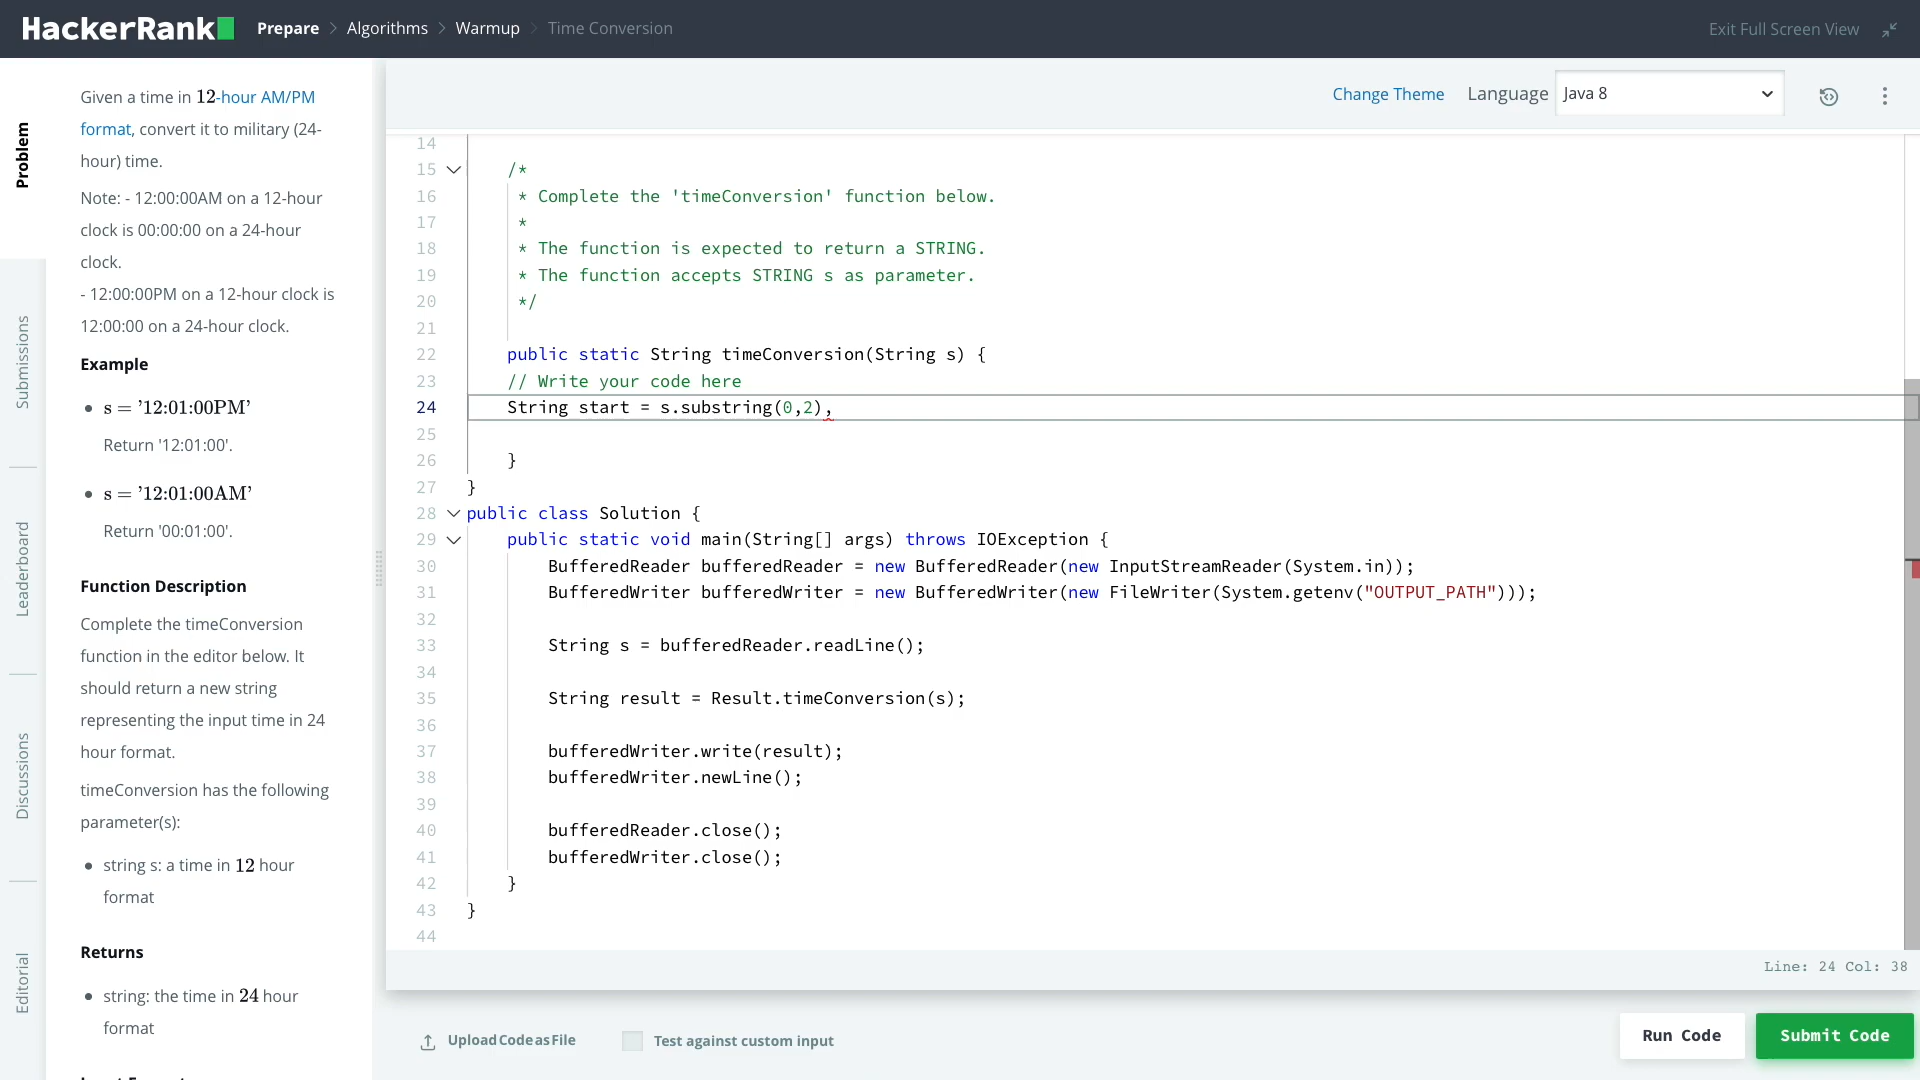 HackerRank Prepare > Algorithms > Warmup > Time Conversion Exit Full Screen View
Problem
Submissions
Leaderboard
Discussions
Editorial
Given a time in 12-hour AM/PM
format, convert it to military (24-
hour) time.
Note: - 12:00:00AM on a 12-hour
clock is 00:00:00 on a 24-hour
clock.
- 12:00:00PM on a 12-hour clock is
12:00:00 on a 24-hour clock.
Example
• s = '12:01:00PM'
Return '12:01:00'.
• s = '12:01:00AM'
Return '00:01:00'.
Function Description
Complete the timeConversion
function in the editor below. It
should return a new string
representing the input time in 24
hour format.
timeConversion has the following
parameter(s):
• string s: a time in 12 hour
format
Returns
• string: the time in 24 hour
format
Change Theme Language Java 8
14
15 /*
16 * Complete the 'timeConversion' function below.
17 *
18 * The function is expected to return a STRING.
19 * The function accepts STRING s as parameter.
20 */
21
22 public static String timeConversion(String s) {
23 // Write your code here
24 String start = s.substring(0,2),
25
26 }
27 }
28 public class Solution {
29 public static void main(String[] args) throws IOException {
30 BufferedReader bufferedReader = new BufferedReader(new InputStreamReader(System.in));
31 BufferedWriter bufferedWriter = new BufferedWriter(new FileWriter(System.getenv("OUTPUT_PATH")));
32
33 String s = bufferedReader.readLine();
34
35 String result = Result.timeConversion(s);
36
37 bufferedWriter.write(result);
38 bufferedWriter.newLine();
39
40 bufferedReader.close();
41 bufferedWriter.close();
42 }
43 }
44
Line: 24 Col: 38
Upload Code as File Test against custom input Run Code Submit Code